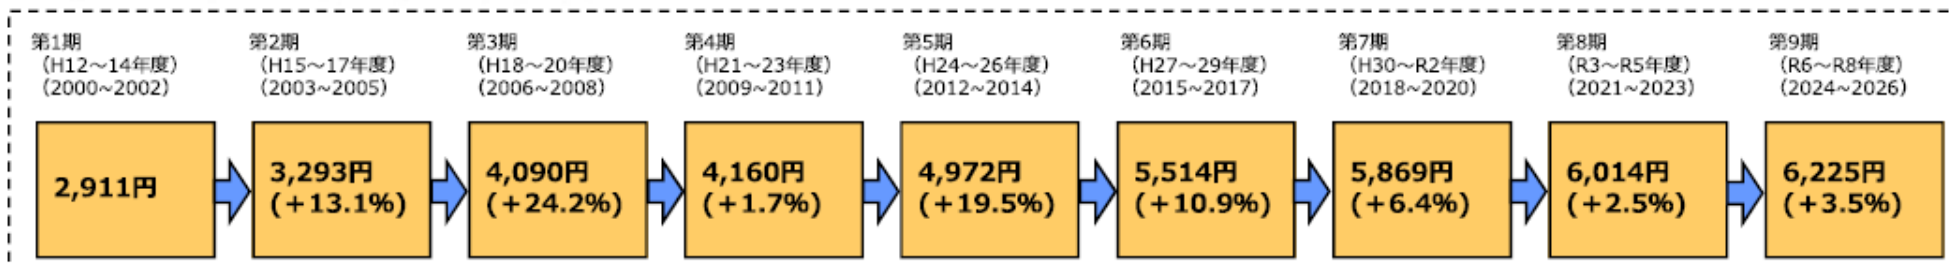 第1期
（H12～14年度）
（2000~2002）
2,911円
第2期
（H15～17年度）
（2003~2005）
3,293円
(＋13.1%)
第3期
（H18～20年度）
（2006~2008）
4,090円
(＋24.2%)
第4期
（H21～23年度）
（2009~2011）
4,160円
(＋1.7%)
第5期
（H24～26年度）
（2012~2014）
4,972円
(＋19.5%)
第6期
（H27～29年度）
（2015~2017）
5,514円
(＋10.9%)
第7期
（H30～R2年度）
（2018~2020）
5,869円
(＋6.4%)
第8期
（R3～R5年度）
（2021~2023）
6,014円
(＋2.5%)
第9期
（R6～R8年度）
（2024~2026）
6,225円
(＋3.5%)